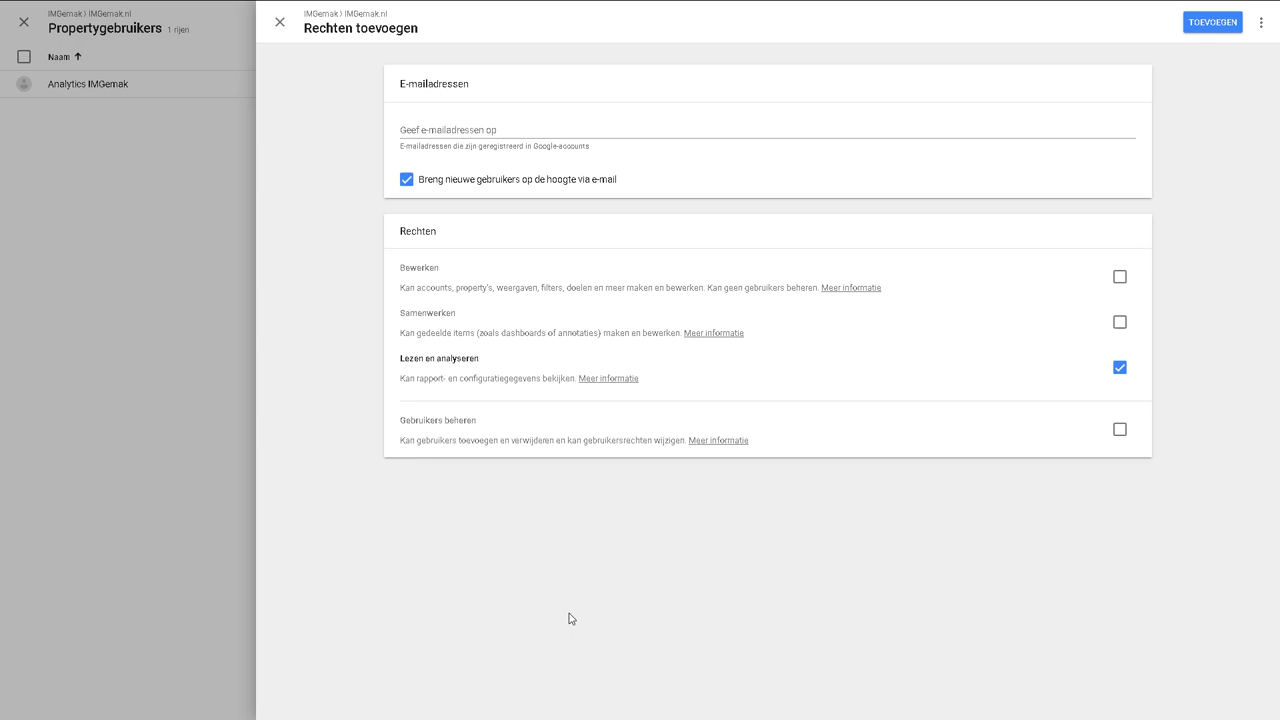 IMGemak > IMGemak.nl
Propertygebruikers 1 rijen
Naam
Analytics IMGemak
IMGemak > IMGemak.nl
Rechten toevoegen
TOEVOEGEN
E-mailadressen
Geef e-mailadressen op
E-mailadressen die zijn geregistreerd in Google-accounts
Breng nieuwe gebruikers op de hoogte via e-mail
Rechten
Bewerken
Kan accounts, property's, weergaven, filters, doelen en meer maken en bewerken. Kan geen gebruikers beheren. Meer informatie
Samenwerken
Kan gedeelde items (zoals dashboards of annotaties) maken en bewerken. Meer informatie
Lezen en analyseren
Kan rapport- en configuratiegegevens bekijken. Meer informatie
Gebruikers beheren
Kan gebruikers toevoegen en verwijderen en kan gebruikersrechten wijzigen. Meer informatie